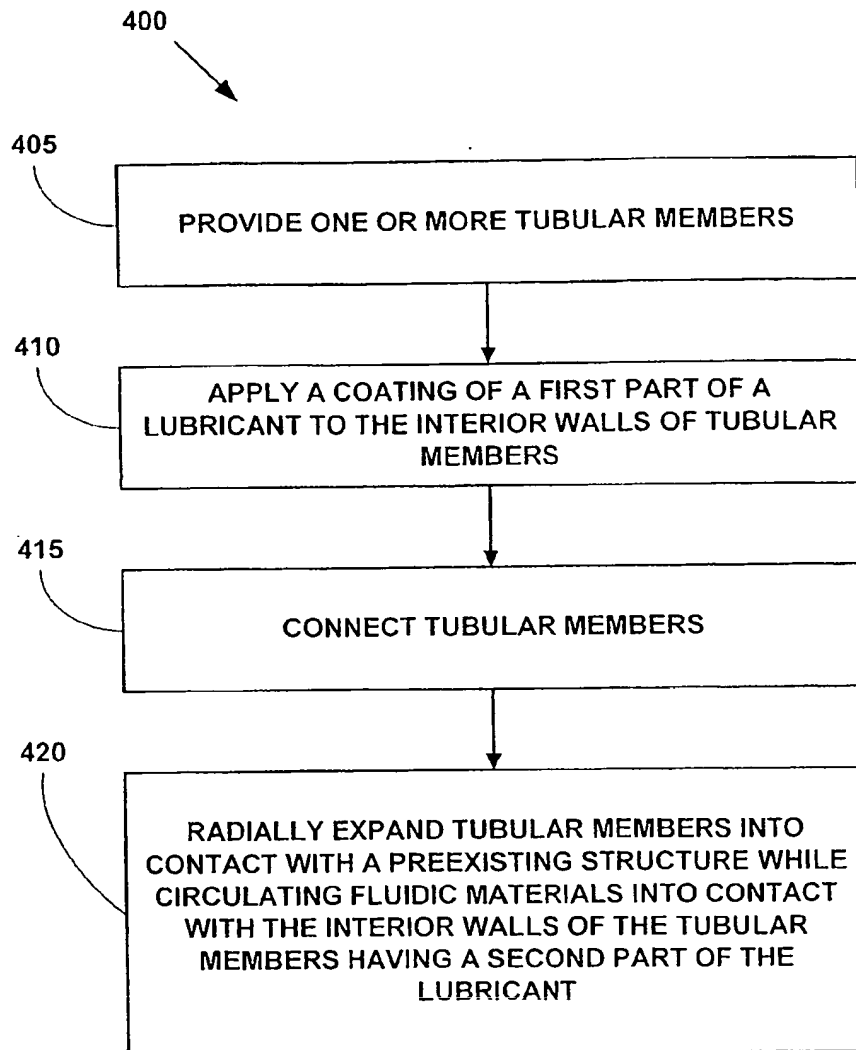 400
405
PROVIDE ONE OR MORE TUBULAR MEMBERS
410
APPLY A COATING OF A FIRST PART OF A
LUBRICANT TO THE INTERIOR WALLS OF TUBULAR
MEMBERS
415
CONNECT TUBULAR MEMBERS
420
RADIALLY EXPAND TUBULAR MEMBERS INTO
CONTACT WITH A PREEXISTING STRUCTURE WHILE
CIRCULATING FLUIDIC MATERIALS INTO CONTACT
WITH THE INTERIOR WALLS OF THE TUBULAR
MEMBERS HAVING A SECOND PART OF THE
LUBRICANT